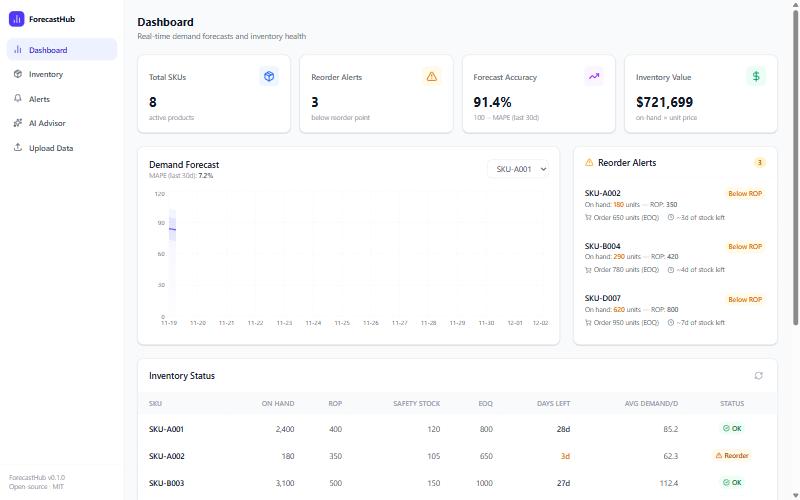 ForecastHub
Dashboard
Inventory
Alerts
AI Advisor
Upload Data
ForecastHub v0.1.0
Open-source · MIT
Dashboard
Real-time demand forecasts and inventory health
Total SKUs
8
active products
Reorder Alerts
3
below reorder point
Forecast Accuracy
91.4%
100 − MAPE (last 30d)
Inventory Value
$721,699
on-hand × unit price
Demand Forecast
MAPE (last 30d): 7.2%
SKU-A001
120
90
60
30
0
11-19 11-20 11-21 11-22 11-23 11-24 11-25 11-26 11-27 11-28 11-29 11-30 12-01 12-02
Reorder Alerts 3
SKU-A002 Below ROP
On hand: 180 units — ROP: 350
Order 650 units (EOQ) ~3d of stock left
SKU-B004 Below ROP
On hand: 290 units — ROP: 420
Order 780 units (EOQ) ~4d of stock left
SKU-D007 Below ROP
On hand: 620 units — ROP: 800
Order 950 units (EOQ) ~7d of stock left
Inventory Status
SKU ON HAND ROP SAFETY STOCK EOQ DAYS LEFT AVG DEMAND/D STATUS
SKU-A001 2,400 400 120 800 28d 85.2 OK
SKU-A002 180 350 105 650 3d 62.3 Reorder
SKU-B003 3,100 500 150 1000 27d 112.4 OK